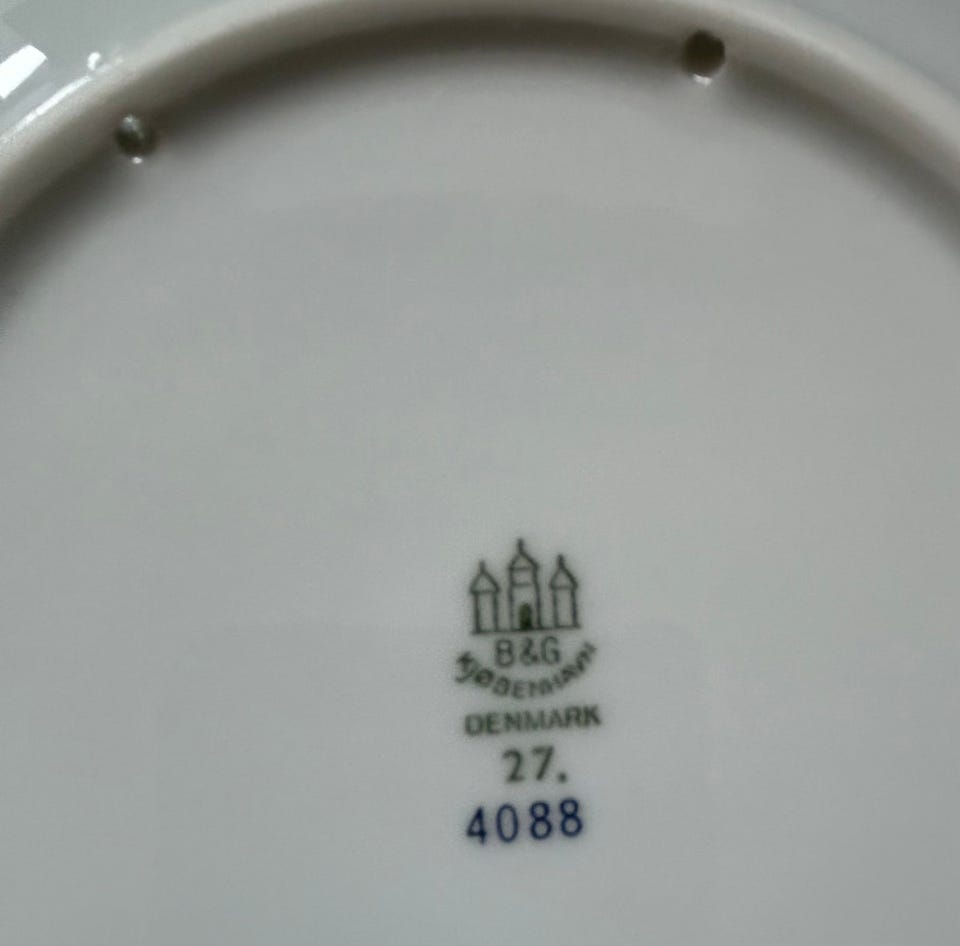 B&G
KJØBENHAVN
DENMARK
27.
4088